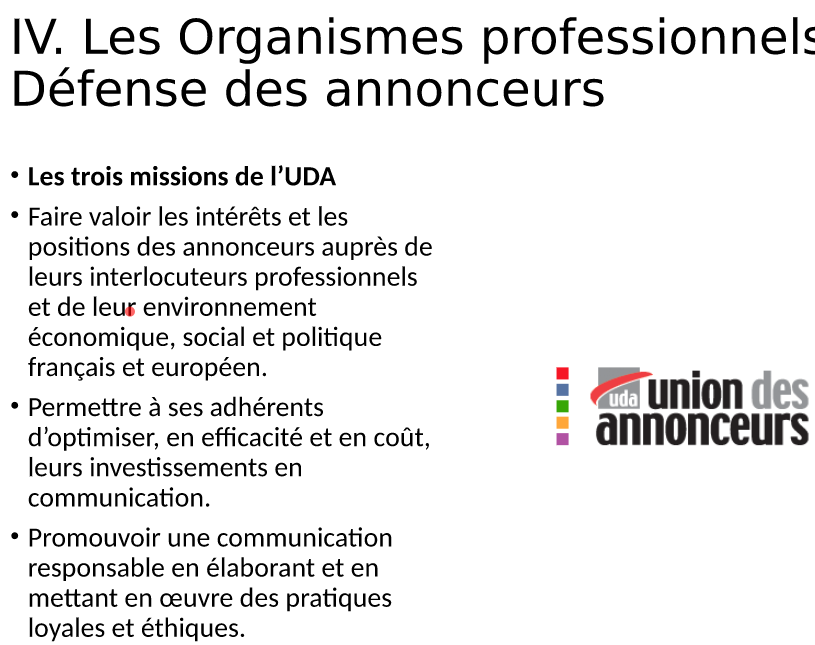 IV. Les Organismes professionnels
Défense des annonceurs
• Les trois missions de l’UDA
• Faire valoir les intérêts et les
positions des annonceurs auprès de
leurs interlocuteurs professionnels
et de leur environnement
économique, social et politique
français et européen.
• Permettre à ses adhérents
d’optimiser, en efficacité et en coût,
leurs investissements en
communication.
• Promouvoir une communication
responsable en élaborant et en
mettant en œuvre des pratiques
loyales et éthiques.
uda union des
annonceurs